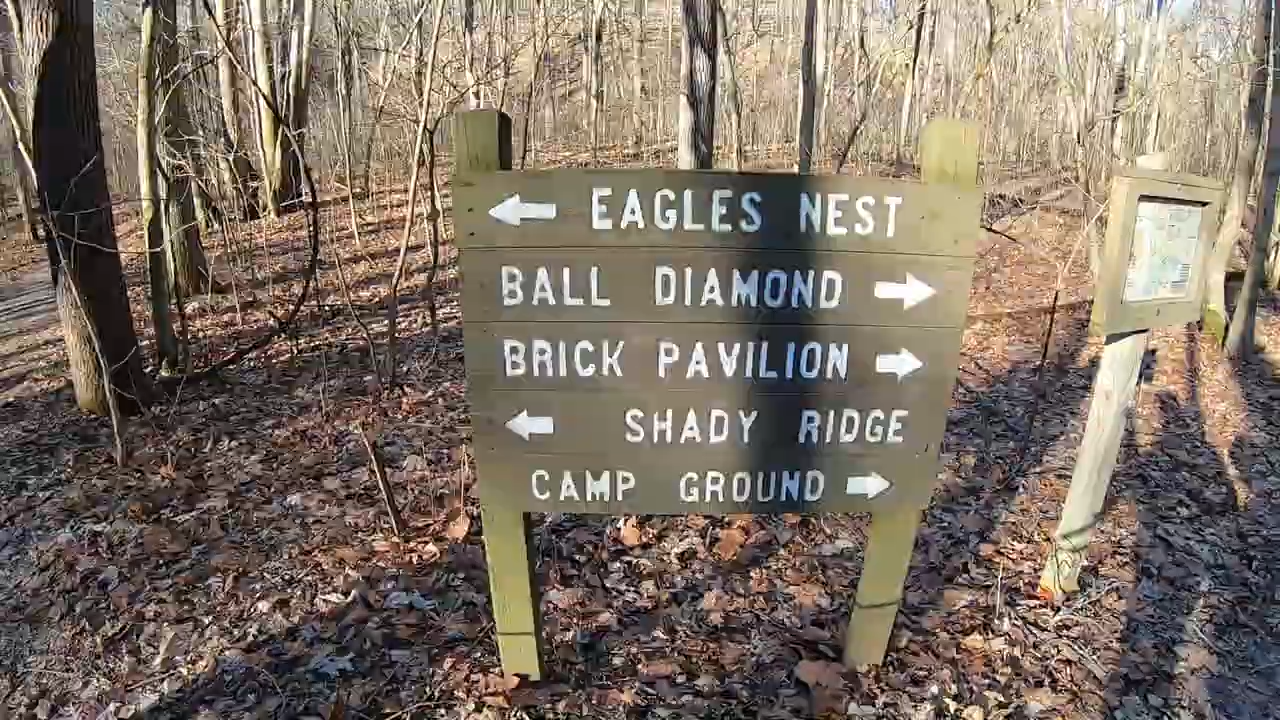 ← EAGLES NEST
BALL DIAMOND →
BRICK PAVILION →
← SHADY RIDGE
CAMP GROUND →